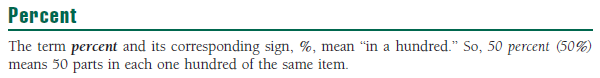 Percent
The term percent and its corresponding sign, %, mean “in a hundred.” So, 50 percent (50%)
means 50 parts in each one hundred of the same item.